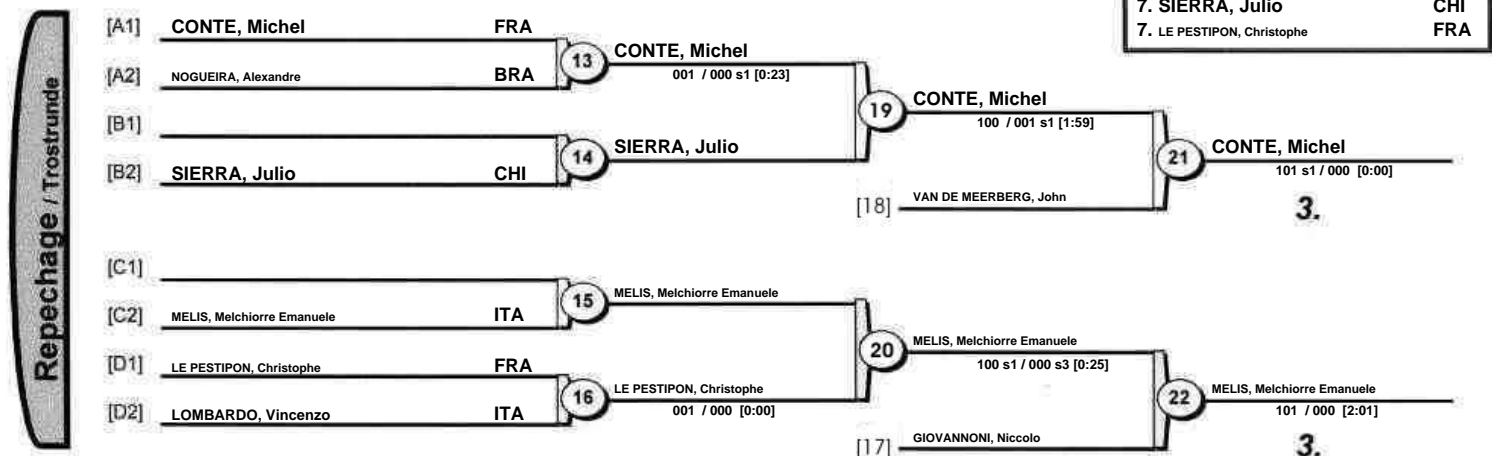 7. SIERRA, Julio CHI
7. LE PESTIPON, Christophe FRA
Repechage / Trostrunde
[A1] CONTE, Michel FRA
[A2] NOGUEIRA, Alexandre BRA
13
CONTE, Michel
001 / 000 s1 [0:23]
[B1]
[B2] SIERRA, Julio CHI
14
SIERRA, Julio
19
CONTE, Michel
100 / 001 s1 [1:59]
[18] VAN DE MEERBERG, John
21
CONTE, Michel
101 s1 / 000 [0:00]
3.
[C1]
[C2] MELIS, Melchiorre Emanuele ITA
15
MELIS, Melchiorre Emanuele
[D1] LE PESTIPON, Christophe FRA
[D2] LOMBARDO, Vincenzo ITA
16
LE PESTIPON, Christophe
001 / 000 [0:00]
20
MELIS, Melchiorre Emanuele
100 s1 / 000 s3 [0:25]
[17] GIOVANNONI, Niccolo
22
MELIS, Melchiorre Emanuele
101 / 000 [2:01]
3.